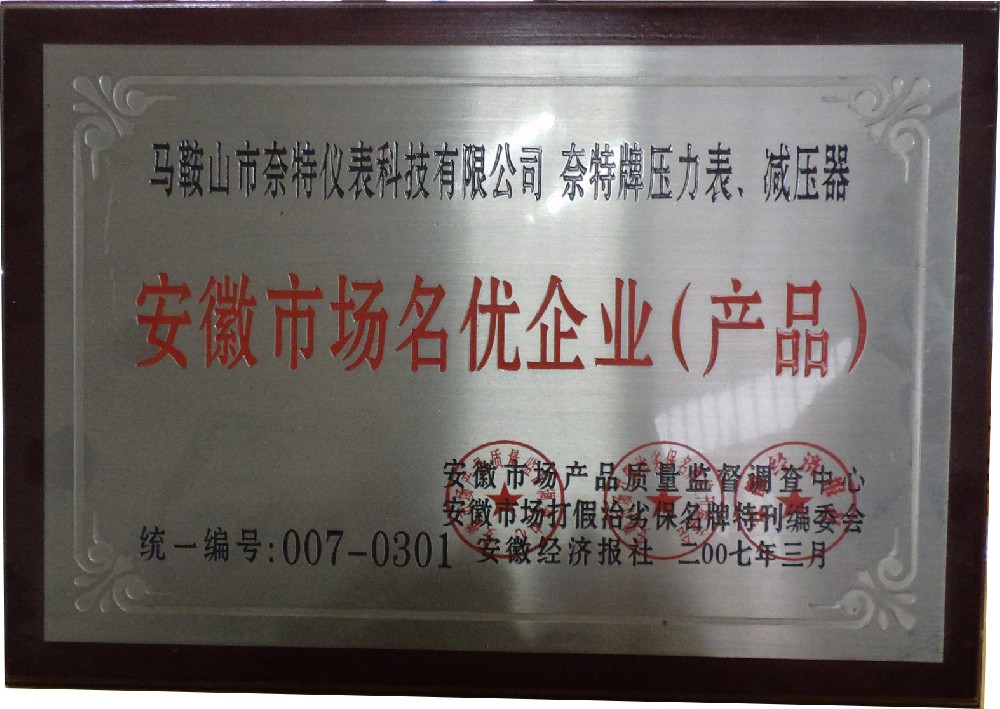 马鞍山市奈特仪表科技有限公司 奈特牌压力表、减压器
安徽市场名优企业（产品）
安徽市场产品质量监督调查中心
安徽市场打假治劣保名牌特刊编委会
统一编号:007-0301 安徽经济报社 二00七年三月